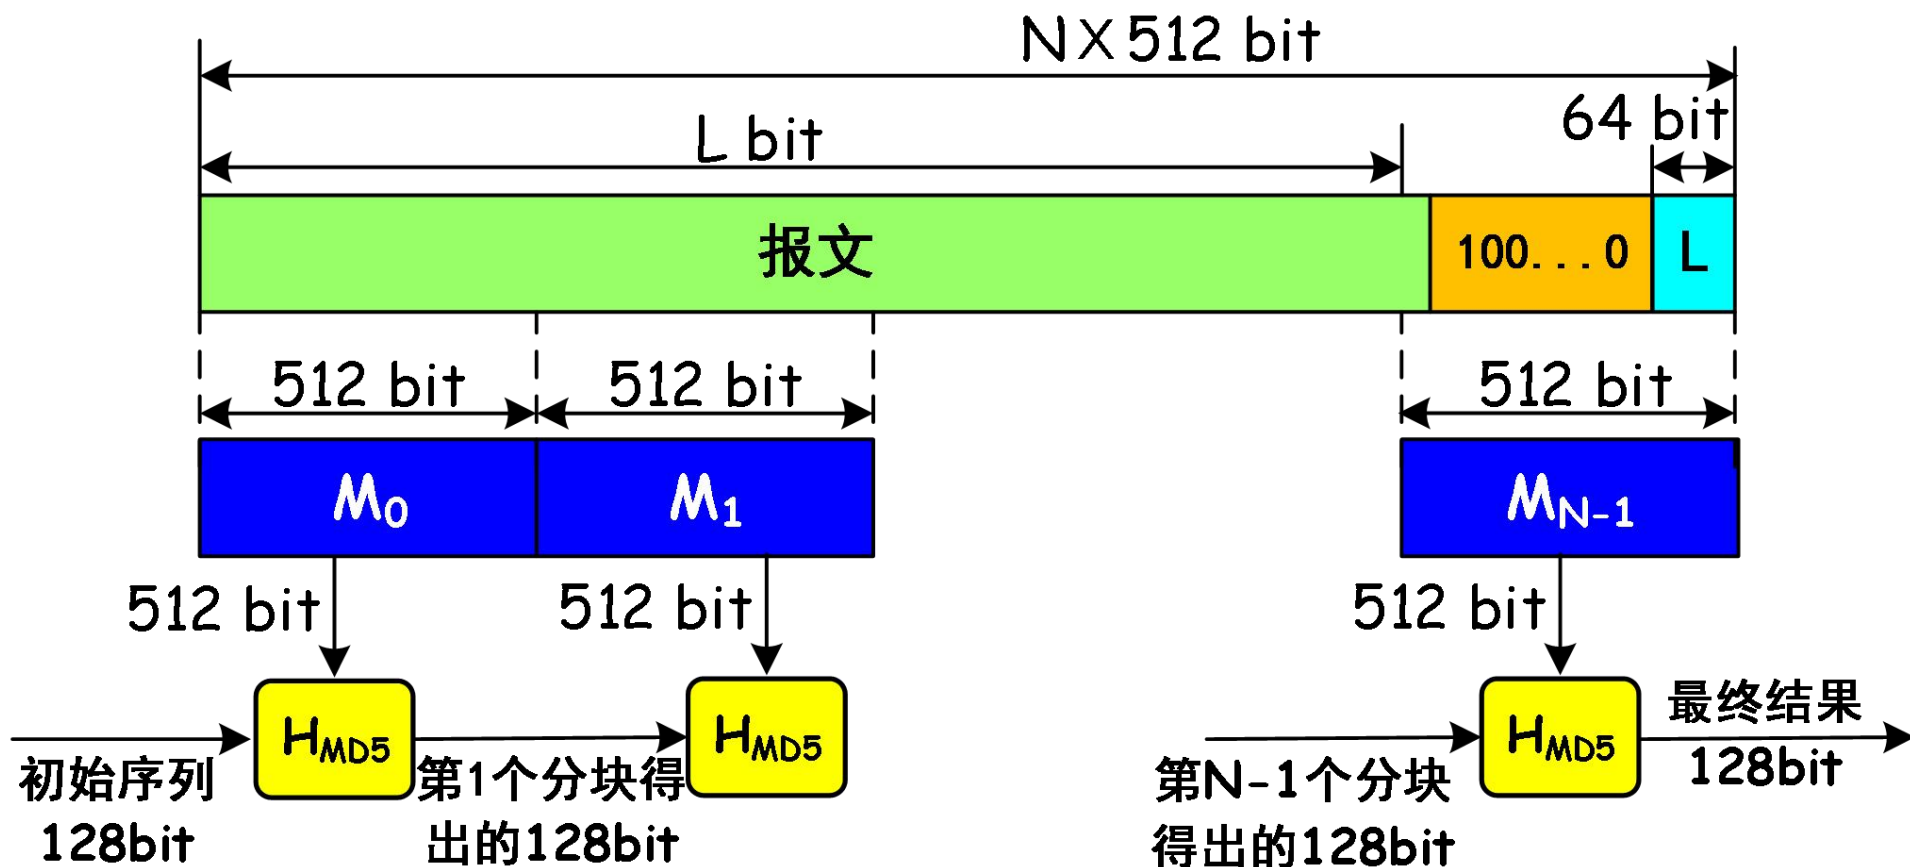 N×512 bit
64 bit
L bit
报文
100...0
L
512 bit
512 bit
512 bit
M0
M1
MN-1
512 bit
512 bit
512 bit
HMD5
HMD5
HMD5
初始序列
128bit
第1个分块得
出的128bit
第N-1个分块
得出的128bit
最终结果
128bit